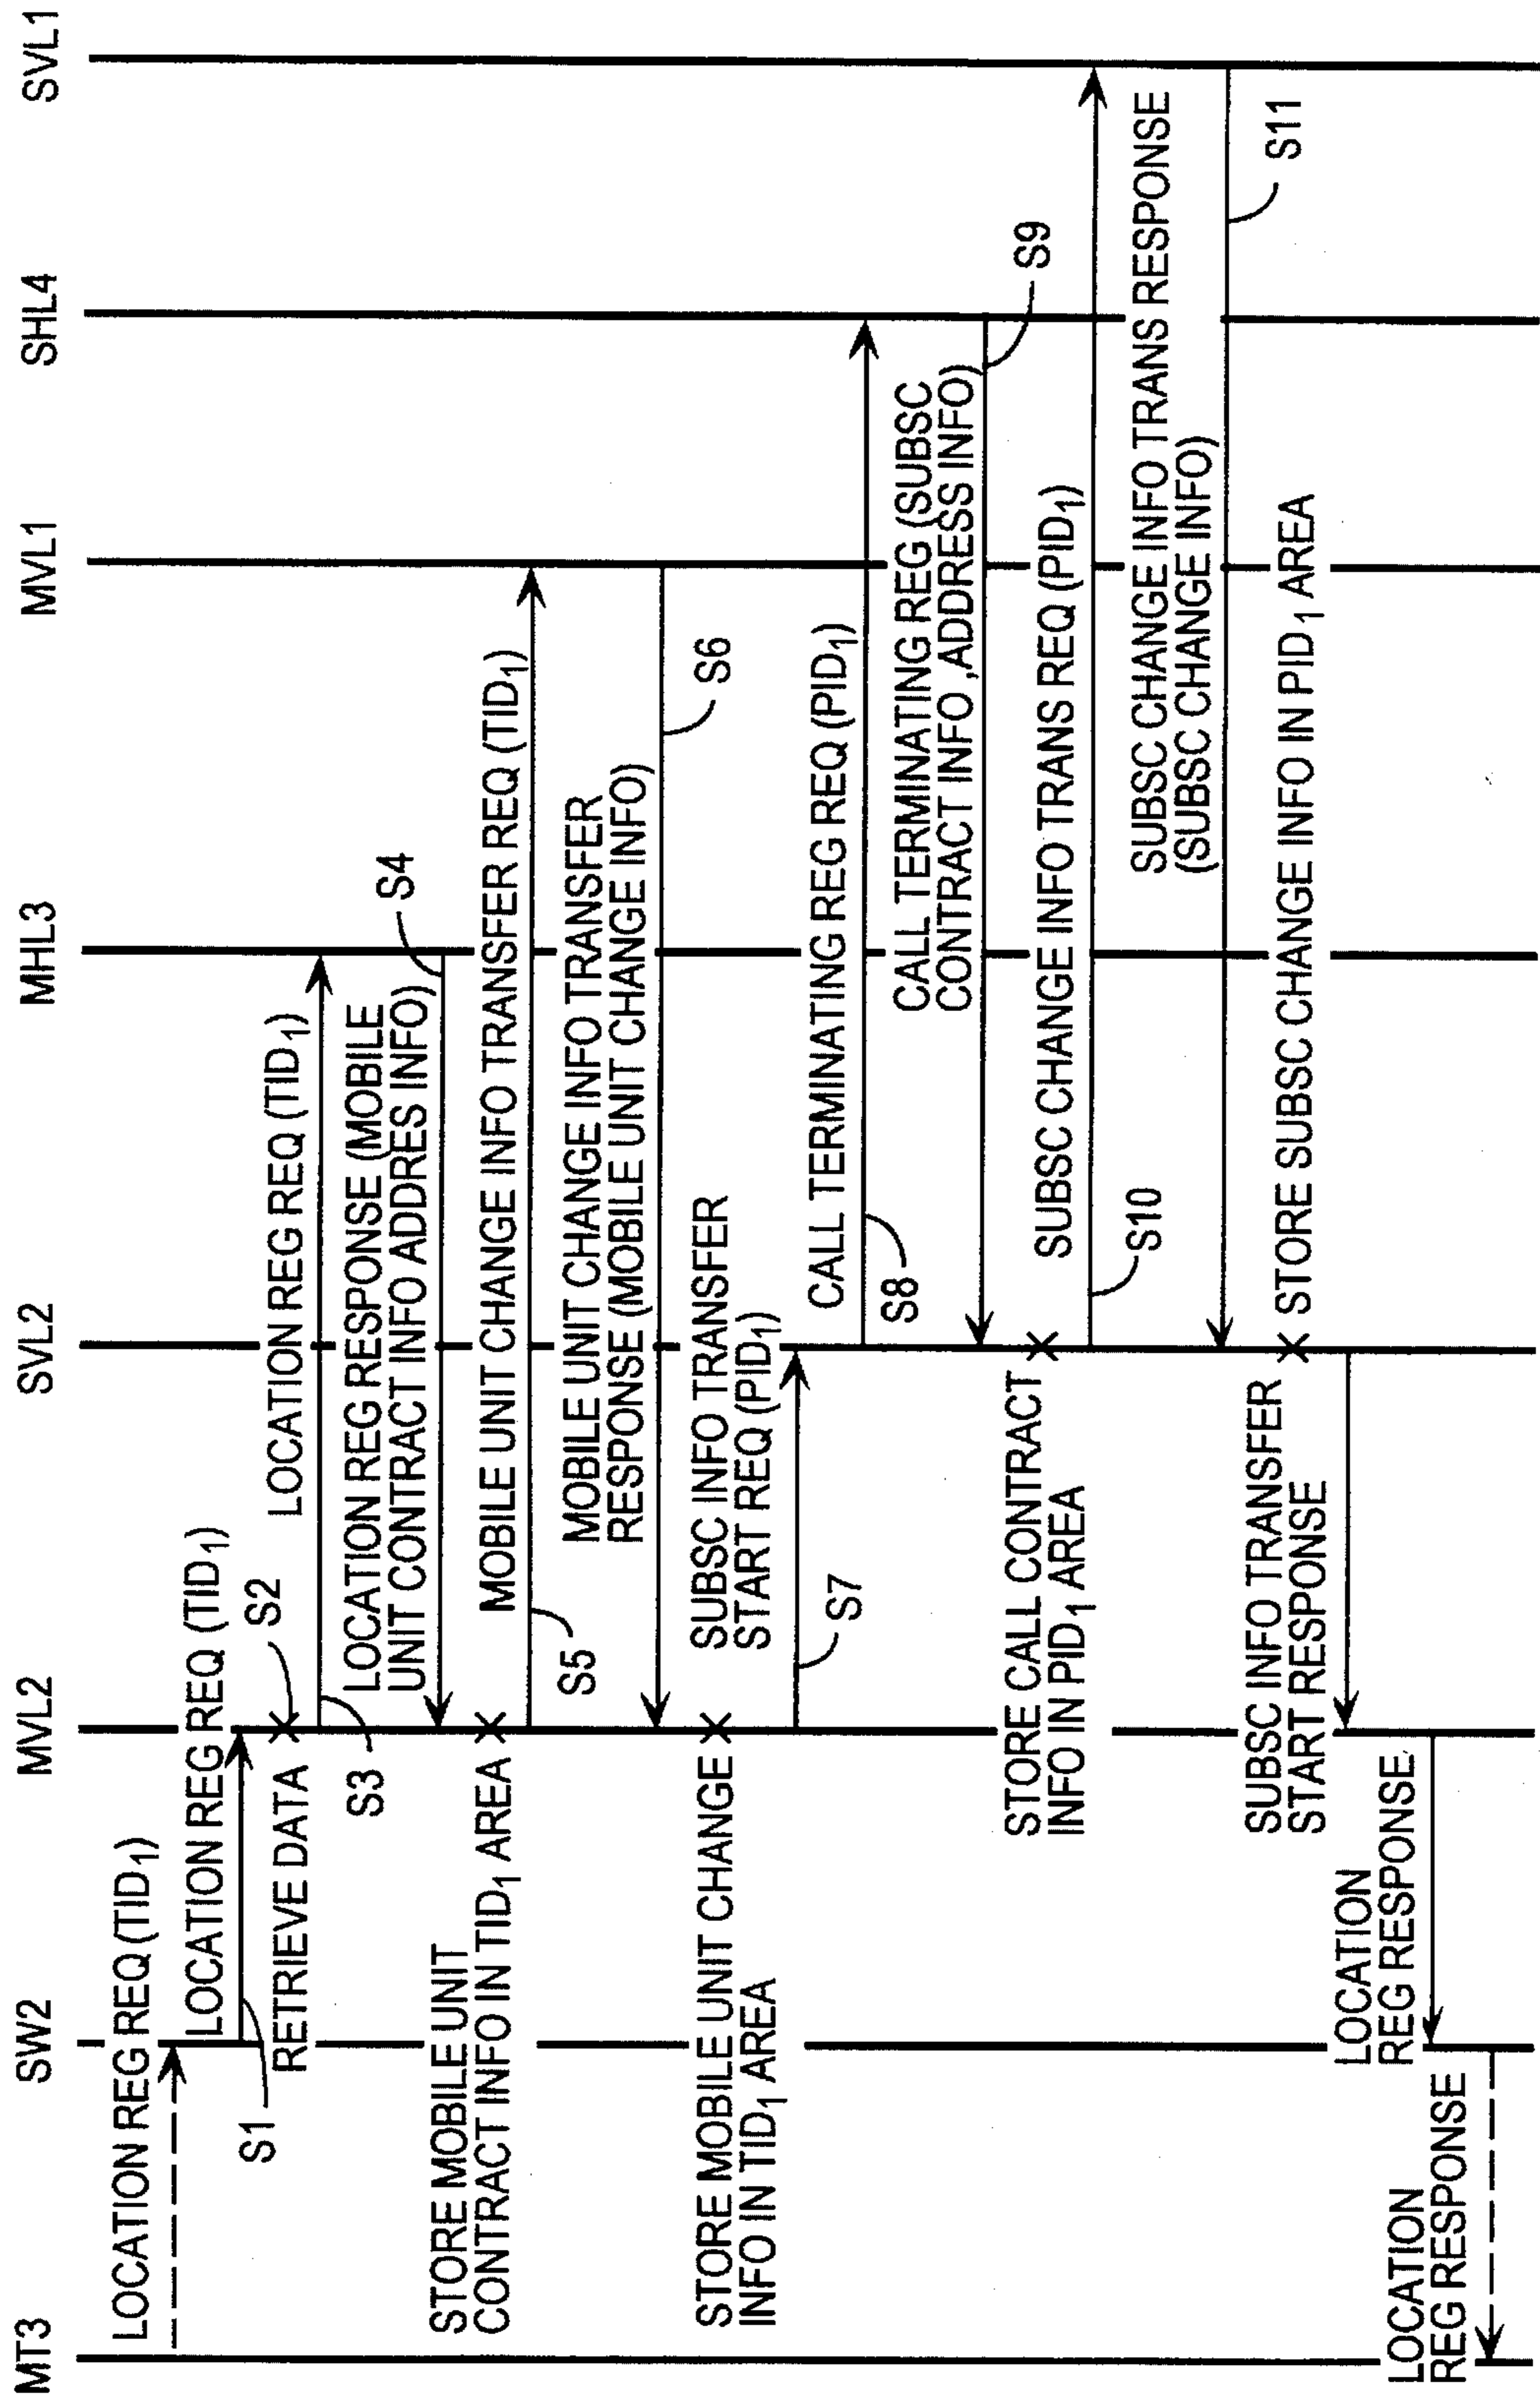 MT3
SW2
MVL2
SVL2
MHL3
MVL1
SHL4
SVL1
LOCATION REG REQ (TID1)
LOCATION REG REQ (TID1)
S1
RETRIEVE DATA
S2
LOCATION REG REQ (TID1)
S3
LOCATION REG RESPONSE (MOBILE
UNIT CONTRACT INFO ADDRES INFO)
S4
STORE MOBILE UNIT
CONTRACT INFO IN TID1 AREA
MOBILE UNIT CHANGE INFO TRANSFER REQ (TID1)
S5
MOBILE UNIT CHANGE INFO TRANSFER
RESPONSE (MOBILE UNIT CHANGE INFO)
S6
STORE MOBILE UNIT CHANGE
INFO IN TID1 AREA
SUBSC INFO TRANSFER
START REQ (PID1)
S7
CALL TERMINATING REG REQ (PID1)
S8
CALL TERMINATING REG (SUBSC
CONTRACT INFO ,ADDRESS INFO)
S9
STORE CALL CONTRACT
INFO IN PID1 AREA
SUBSC CHANGE INFO TRANS REQ (PID1)
S10
SUBSC CHANGE INFO TRANS RESPONSE
(SUBSC CHANGE INFO)
S11
STORE SUBSC CHANGE INFO IN PID1 AREA
SUBSC INFO TRANSFER
START RESPONSE
LOCATION
REG RESPONSE
LOCATION
REG RESPONSE